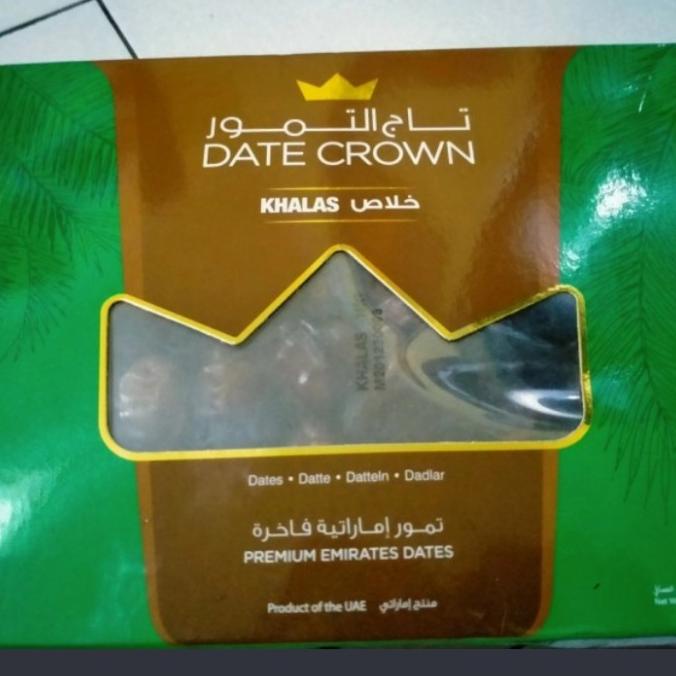 تاج التمور
DATE CROWN
KHALAS خلاص
KHALAS
Dates • Datte • Datteln • Dadlar
تمور إماراتية فاخرة
PREMIUM EMIRATES DATES
Product of the UAE منتج إماراتي